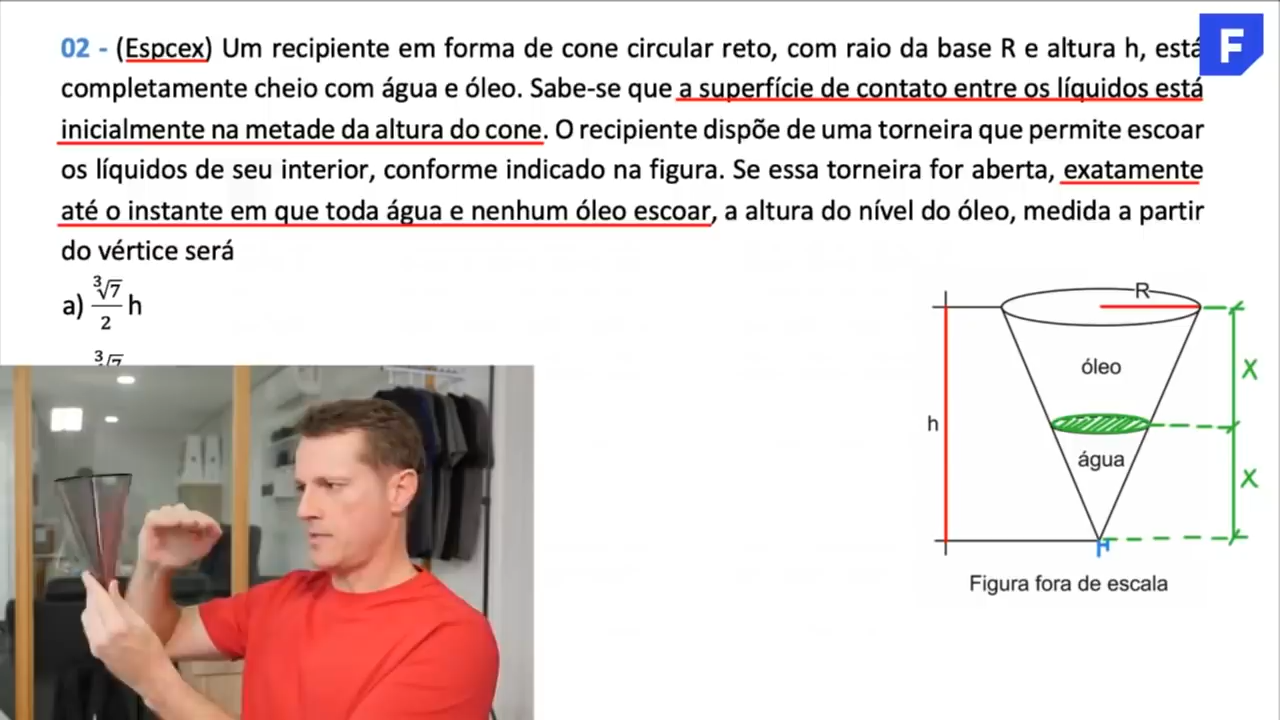 02 - (Espcex) Um recipiente em forma de cone circular reto, com raio da base R e altura h, está
completamente cheio com água e óleo. Sabe-se que a superfície de contato entre os líquidos está
inicialmente na metade da altura do cone. O recipiente dispõe de uma torneira que permite escoar
os líquidos de seu interior, conforme indicado na figura. Se essa torneira for aberta, exatamente
até o instante em que toda água e nenhum óleo escoar, a altura do nível do óleo, medida a partir
do vértice será
a) ∛7/2 h
∛7
F
R
óleo
X
h
água
X
Figura fora de escala